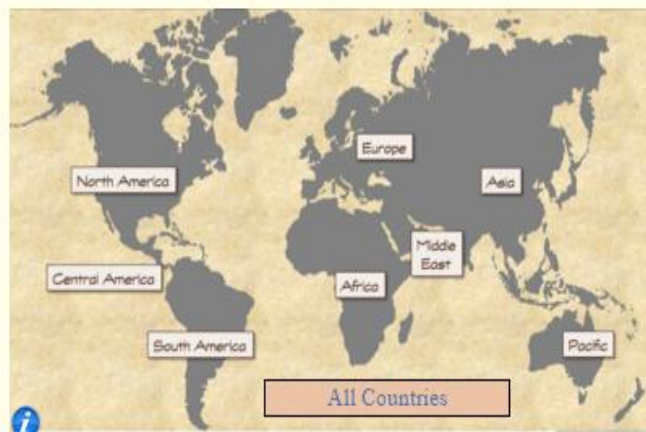 Europe
North America
Asia
Middle
East
Central America
Africa
South America
Pacific
All Countries
i